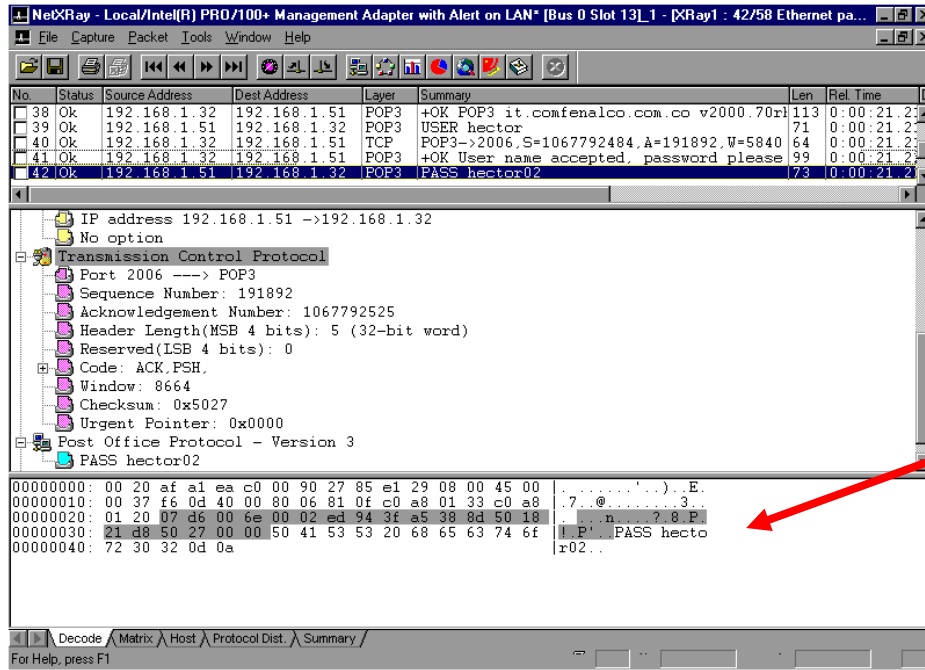 NetXRay - Local/Intel(R) PRO/100+ Management Adapter with Alert on LAN* [Bus 0 Slot 13]_1 - [XRay1 : 42/58 Ethernet pa...
File Capture Packet Tools Window Help
No. Status Source Address Dest Address Layer Summary Len Rel. Time
38 Ok 192.168.1.32 192.168.1.51 POP3 +OK POP3 it.comfenalco.com.co v2000.70r 113 0:00:21.2
39 Ok 192.168.1.51 192.168.1.32 POP3 USER hector 71 0:00:21.2
40 Ok 192.168.1.32 192.168.1.51 TCP POP3->2006,S=1067792484,A=191892,W=5840 64 0:00:21.2
41 Ok 192.168.1.32 192.168.1.51 POP3 +OK User name accepted, password please 99 0:00:21.2
42 Ok 192.168.1.51 192.168.1.32 POP3 PASS hector02 73 0:00:21.2
IP address 192.168.1.51 ->192.168.1.32
No option
Transmission Control Protocol
Port 2006 ---> POP3
Sequence Number: 191892
Acknowledgement Number: 1067792525
Header Length(MSB 4 bits): 5 (32-bit word)
Reserved(LSB 4 bits): 0
Code: ACK,PSH,
Window: 8664
Checksum: 0x5027
Urgent Pointer: 0x0000
Post Office Protocol - Version 3
PASS hector02
00000000: 00 20 af a1 ea c0 00 90 27 85 e1 29 08 00 45 00 |. .......'..)..E.
00000010: 00 37 f6 0d 40 00 80 06 81 0f c0 a8 01 33 c0 a8 |.7..@........3..
00000020: 01 20 07 d6 00 6e 00 02 ed 94 3f a5 38 8d 50 18 |. ...n....?.8.P.
00000030: 21 d8 50 27 00 00 50 41 53 53 20 68 65 63 74 6f |!.P'..PASS hecto
00000040: 72 30 32 0d 0a |r02..
Decode Matrix Host Protocol Dist. Summary
For Help, press F1